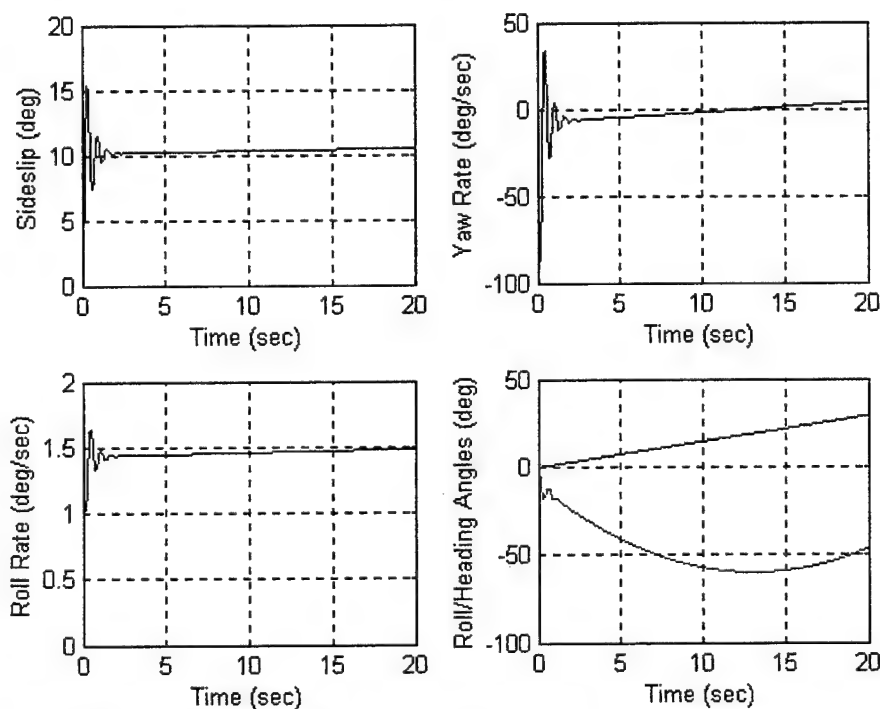 20
15
10
5
0
Sideslip (deg)
0 5 10 15 20
Time (sec)
50
0
-50
-100
Yaw Rate (deg/sec)
0 5 10 15 20
Time (sec)
2
1.5
1
0.5
0
Roll Rate (deg/sec)
0 5 10 15 20
Time (sec)
50
0
-50
-100
Roll/Heading Angles (deg)
0 5 10 15 20
Time (sec)